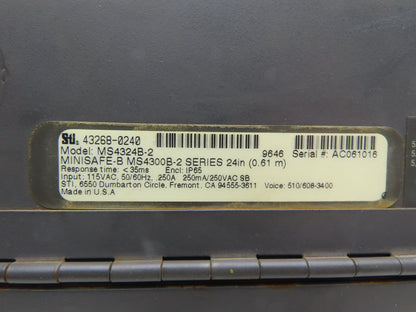 STI 43268-0240
Model: MS4324B-2 9646 Serial #: AC061016
MINISAFE-B MS4300B-2 SERIES 24in (0.61 m)
Response time: <35ms Encl: IP65
Input: 115VAC, 50/60Hz, .250A 250mA/250VAC SB
STI, 6550 Dumbarton Circle, Fremont, CA 94555-3611 Voice: 510/608-3400
Made in U.S.A